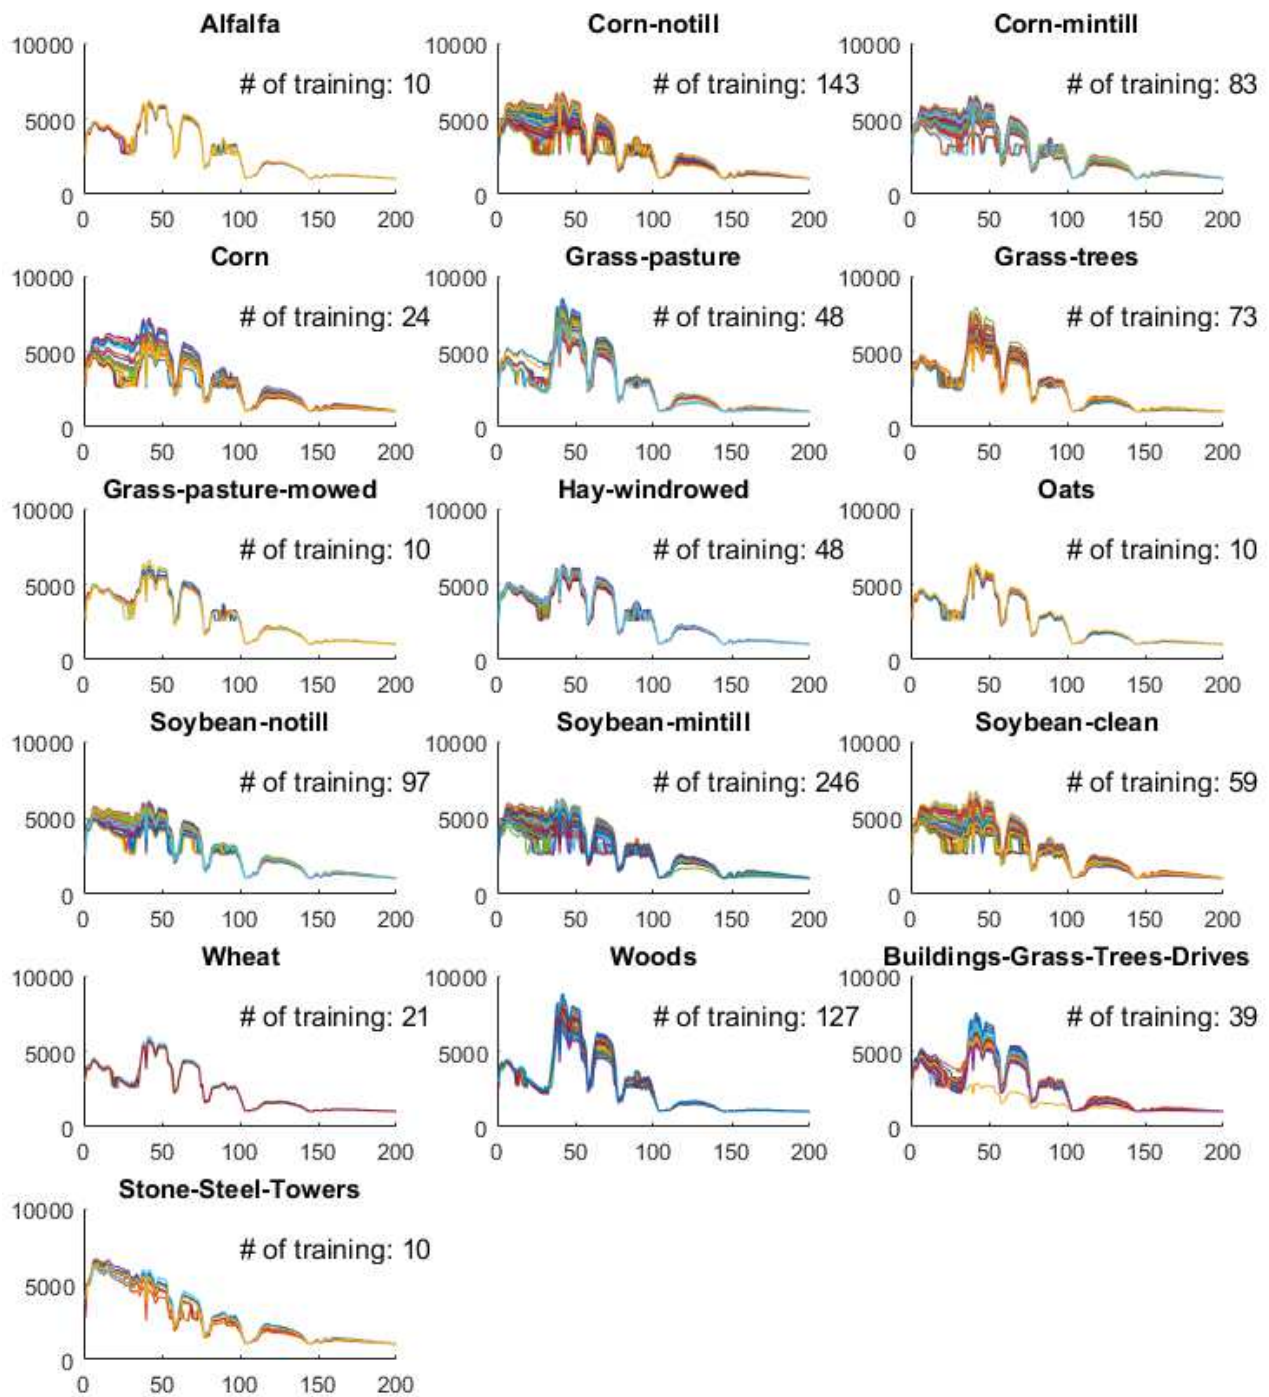 Alfalfa
10000
5000
0
# of training: 10
0 50 100 150 200
Corn-notill
10000
5000
0
# of training: 143
0 50 100 150 200
Corn-mintill
10000
5000
0
# of training: 83
0 50 100 150 200
Corn
10000
5000
0
# of training: 24
0 50 100 150 200
Grass-pasture
10000
5000
0
# of training: 48
0 50 100 150 200
Grass-trees
10000
5000
0
# of training: 73
0 50 100 150 200
Grass-pasture-mowed
10000
5000
0
# of training: 10
0 50 100 150 200
Hay-windrowed
10000
5000
0
# of training: 48
0 50 100 150 200
Oats
10000
5000
0
# of training: 10
0 50 100 150 200
Soybean-notill
10000
5000
0
# of training: 97
0 50 100 150 200
Soybean-mintill
10000
5000
0
# of training: 246
0 50 100 150 200
Soybean-clean
10000
5000
0
# of training: 59
0 50 100 150 200
Wheat
10000
5000
0
# of training: 21
0 50 100 150 200
Woods
10000
5000
0
# of training: 127
0 50 100 150 200
Buildings-Grass-Trees-Drives
10000
5000
0
# of training: 39
0 50 100 150 200
Stone-Steel-Towers
10000
5000
0
# of training: 10
0 50 100 150 200